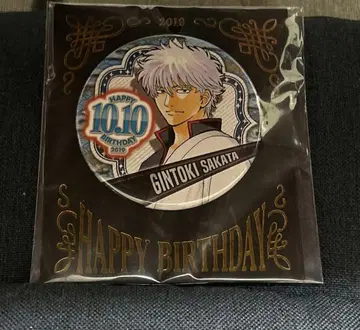 2019
HAPPY
10.10
BIRTHDAY
2019
GINTOKI SAKATA
HAPPY BIRTHDAY